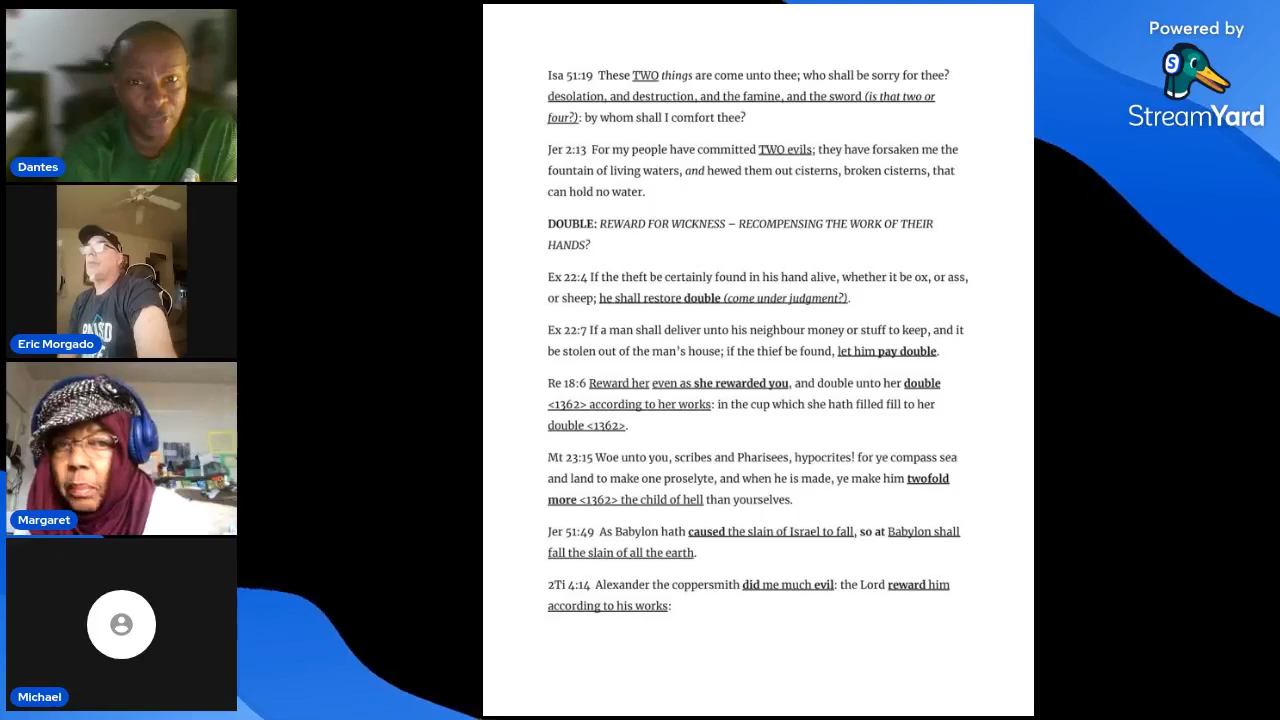 Dantes
Eric Morgado
Margaret
Michael
Isa 51:19 These TWO things are come unto thee; who shall be sorry for thee?
desolation, and destruction, and the famine, and the sword (is that two or
four?): by whom shall I comfort thee?
Jer 2:13 For my people have committed TWO evils; they have forsaken me the
fountain of living waters, and hewed them out cisterns, broken cisterns, that
can hold no water.
DOUBLE: REWARD FOR WICKNESS – RECOMPENSING THE WORK OF THEIR
HANDS?
Ex 22:4 If the theft be certainly found in his hand alive, whether it be ox, or ass,
or sheep; he shall restore double (come under judgment?).
Ex 22:7 If a man shall deliver unto his neighbour money or stuff to keep, and it
be stolen out of the man’s house; if the thief be found, let him pay double.
Re 18:6 Reward her even as she rewarded you, and double unto her double
<1362> according to her works: in the cup which she hath filled fill to her
double <1362>.
Mt 23:15 Woe unto you, scribes and Pharisees, hypocrites! for ye compass sea
and land to make one proselyte, and when he is made, ye make him twofold
more <1362> the child of hell than yourselves.
Jer 51:49 As Babylon hath caused the slain of Israel to fall, so at Babylon shall
fall the slain of all the earth.
2Ti 4:14 Alexander the coppersmith did me much evil: the Lord reward him
according to his works:
Powered by
S
StreamYard